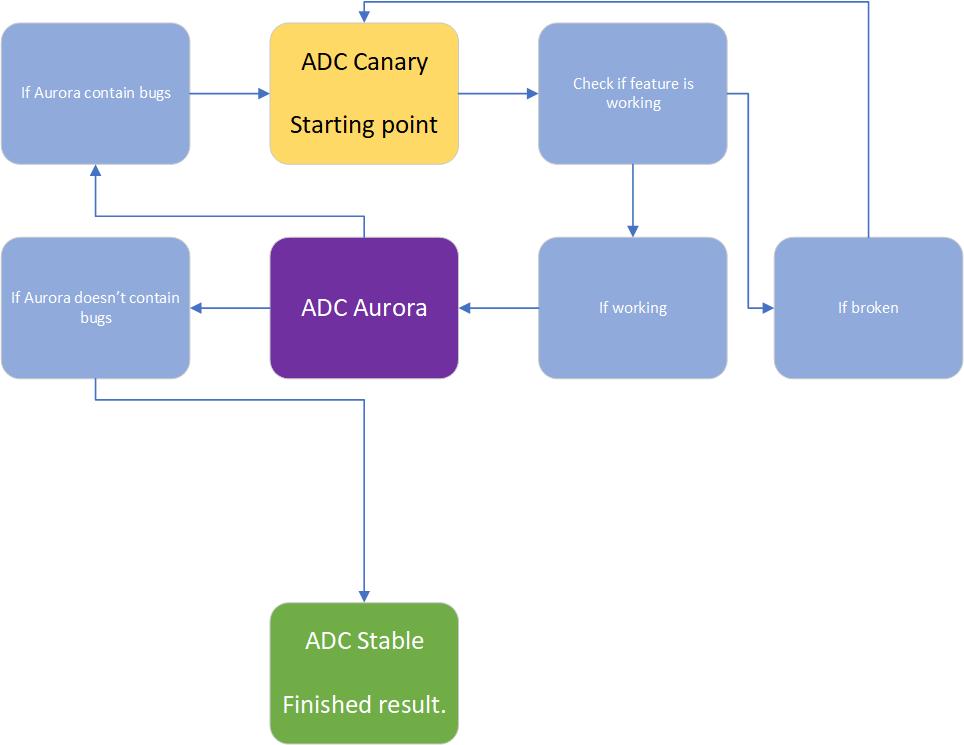 If Aurora contain bugs
ADC Canary
Starting point
Check if feature is
working
If Aurora doesn't contain
bugs
ADC Aurora
If working
If broken
ADC Stable
Finished result.